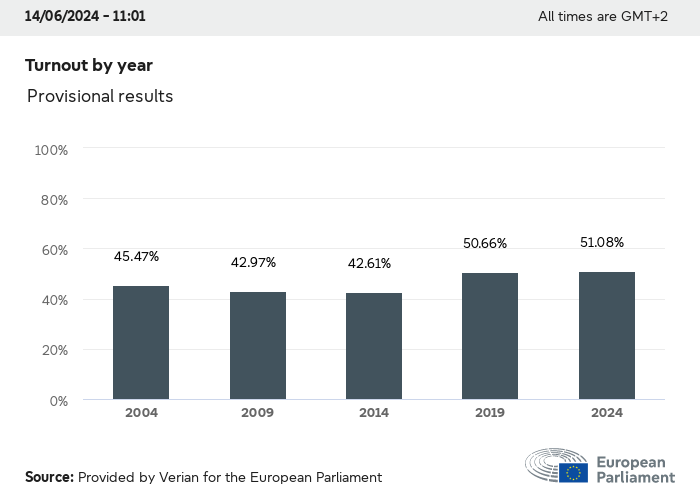 14/06/2024 - 11:01 All times are GMT+2
Turnout by year
Provisional results
100%
80%
60%
40%
20%
0%
45.47% 42.97% 42.61% 50.66% 51.08%
2004 2009 2014 2019 2024
Source: Provided by Verian for the European Parliament
European
Parliament